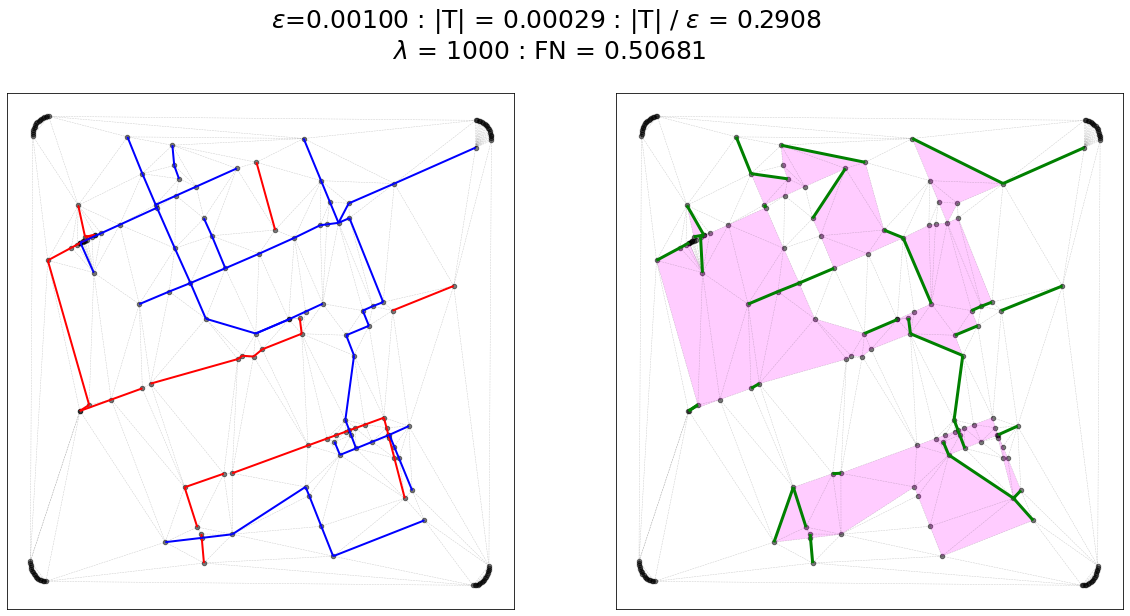 ε=0.00100 : |T| = 0.00029 : |T| / ε = 0.2908
λ = 1000 : FN = 0.50681